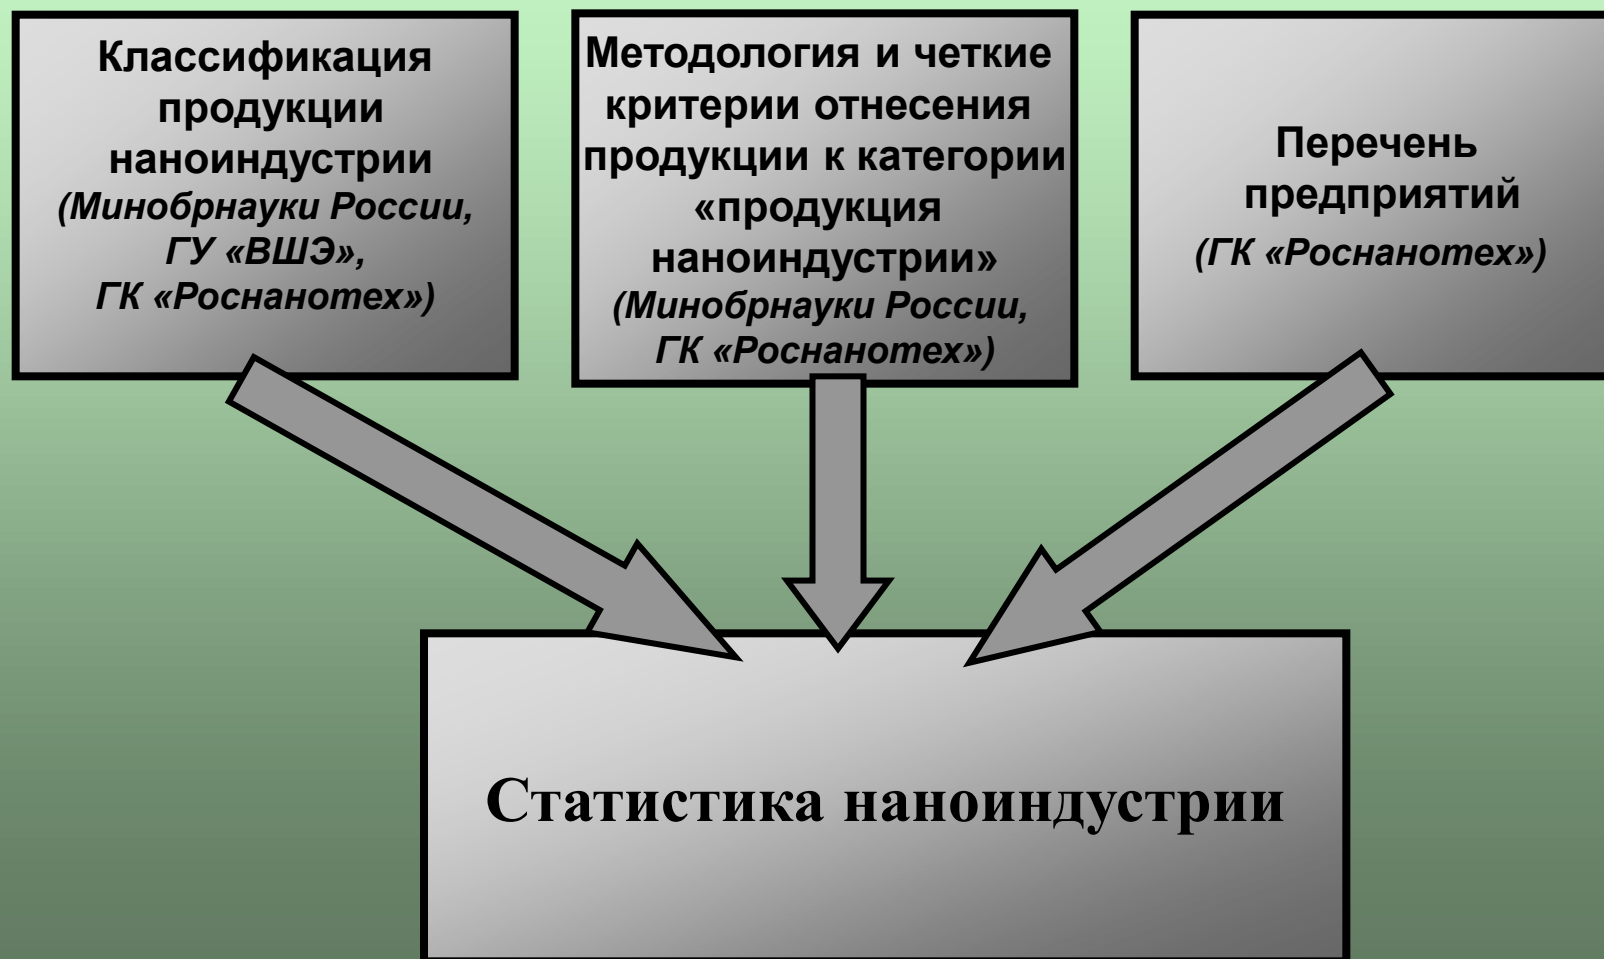 Классификация
продукции
наноиндустрии
(Минобрнауки России,
ГУ «ВШЭ»,
ГК «Роснанотех»)
Методология и четкие
критерии отнесения
продукции к категории
«продукция
наноиндустрии»
(Минобрнауки России,
ГК «Роснанотех»)
Перечень
предприятий
(ГК «Роснанотех»)
Статистика наноиндустрии